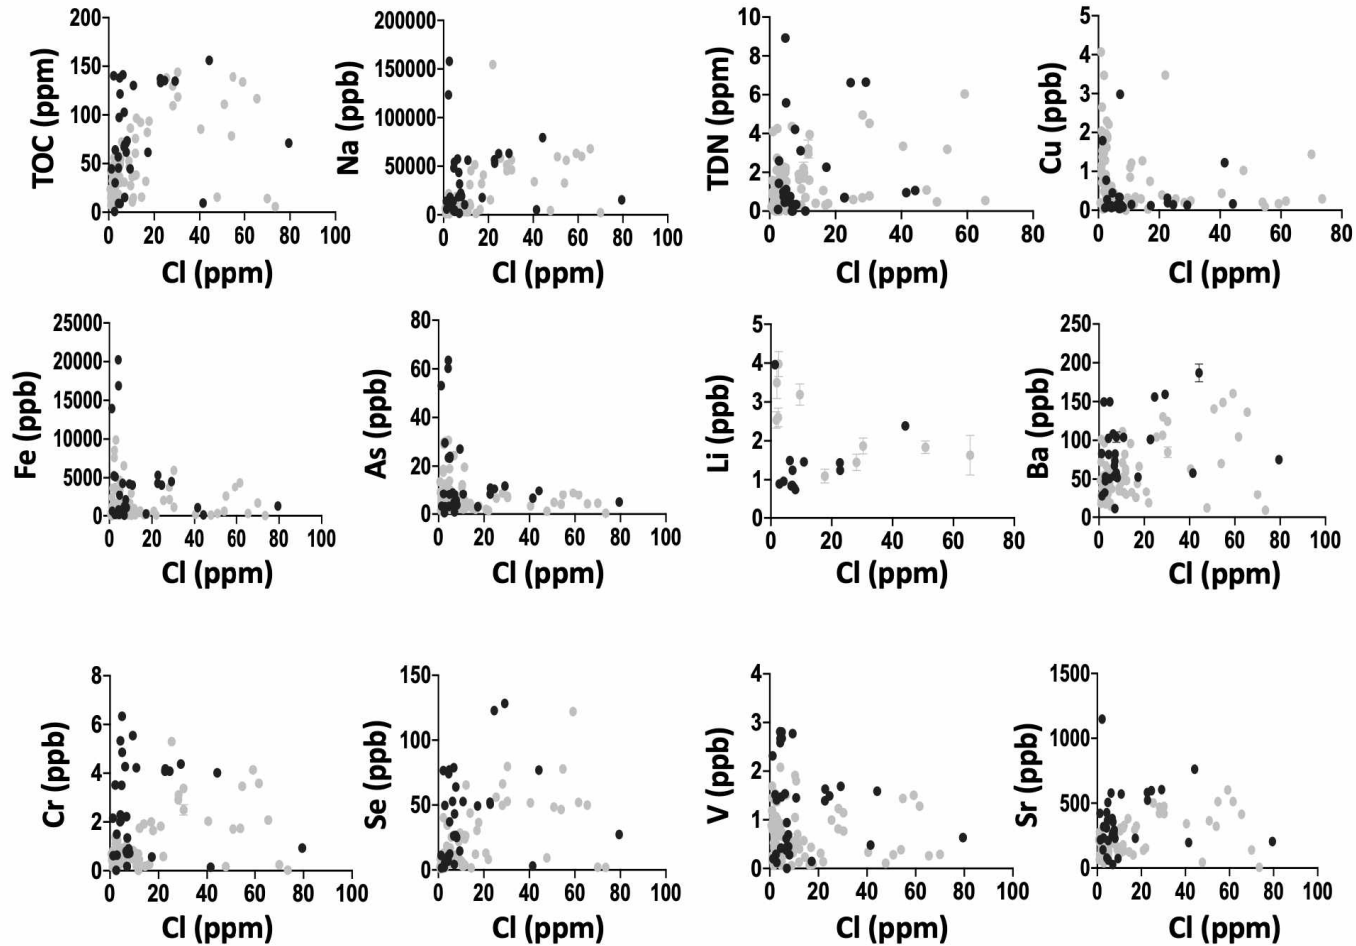 200
150
100
50
0
TOC (ppm)
0 20 40 60 80 100
Cl (ppm)
200000
150000
100000
50000
0
Na (ppb)
0 20 40 60 80 100
Cl (ppm)
10
8
6
4
2
0
TDN (ppm)
0 20 40 60 80
Cl (ppm)
5
4
3
2
1
0
Cu (ppb)
0 20 40 60 80
Cl (ppm)
25000
20000
15000
10000
5000
0
Fe (ppb)
0 20 40 60 80 100
Cl (ppm)
80
60
40
20
0
As (ppb)
0 20 40 60 80 100
Cl (ppm)
5
4
3
2
1
0
Li (ppb)
0 20 40 60 80
Cl (ppm)
250
200
150
100
50
0
Ba (ppb)
0 20 40 60 80 100
Cl (ppm)
8
6
4
2
0
Cr (ppb)
0 20 40 60 80 100
Cl (ppm)
150
100
50
0
Se (ppb)
0 20 40 60 80 100
Cl (ppm)
4
3
2
1
0
V (ppb)
0 20 40 60 80 100
Cl (ppm)
1500
1000
500
0
Sr (ppb)
0 20 40 60 80 100
Cl (ppm)